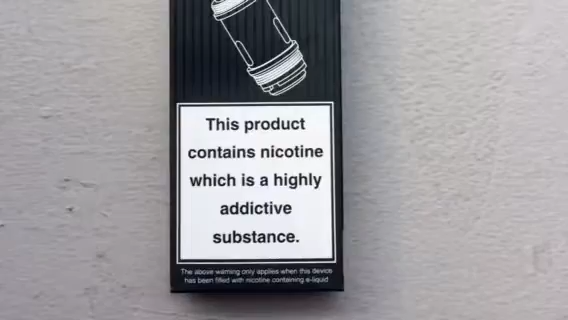 This product
contains nicotine
which is a highly
addictive
substance.
The above warning only applies when this device
has been filled with nicotine containing e-liquid